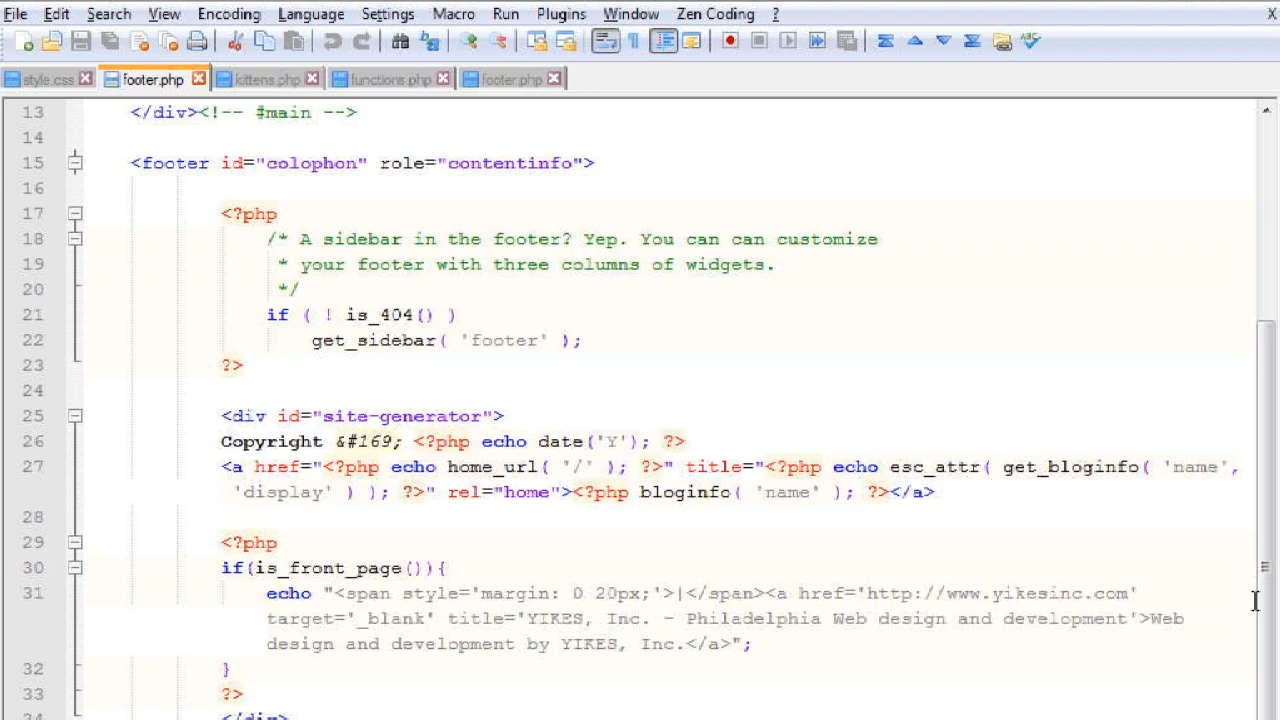 File Edit Search View Encoding Language Settings Macro Run Plugins Window Zen Coding ? X
style.css footer.php kittens.php functions.php footer.php
13 </div><!-- #main -->
14
15 <footer id="colophon" role="contentinfo">
16
17 <?php
18 /* A sidebar in the footer? Yep. You can can customize
19 * your footer with three columns of widgets.
20 */
21 if ( ! is_404() )
22 get_sidebar( 'footer' );
23 ?>
24
25 <div id="site-generator">
26 Copyright &#169; <?php echo date('Y'); ?>
27 <a href="<?php echo home_url( '/' ); ?>" title="<?php echo esc_attr( get_bloginfo( 'name',
'display' ) ); ?>" rel="home"><?php bloginfo( 'name' ); ?></a>
28
29 <?php
30 if(is_front_page()){
31 echo "<span style='margin: 0 20px;'>|</span><a href='http://www.yikesinc.com'
target='_blank' title='YIKES, Inc. - Philadelphia Web design and development'>Web
design and development by YIKES, Inc.</a>";
32 }
33 ?>
34 </div>